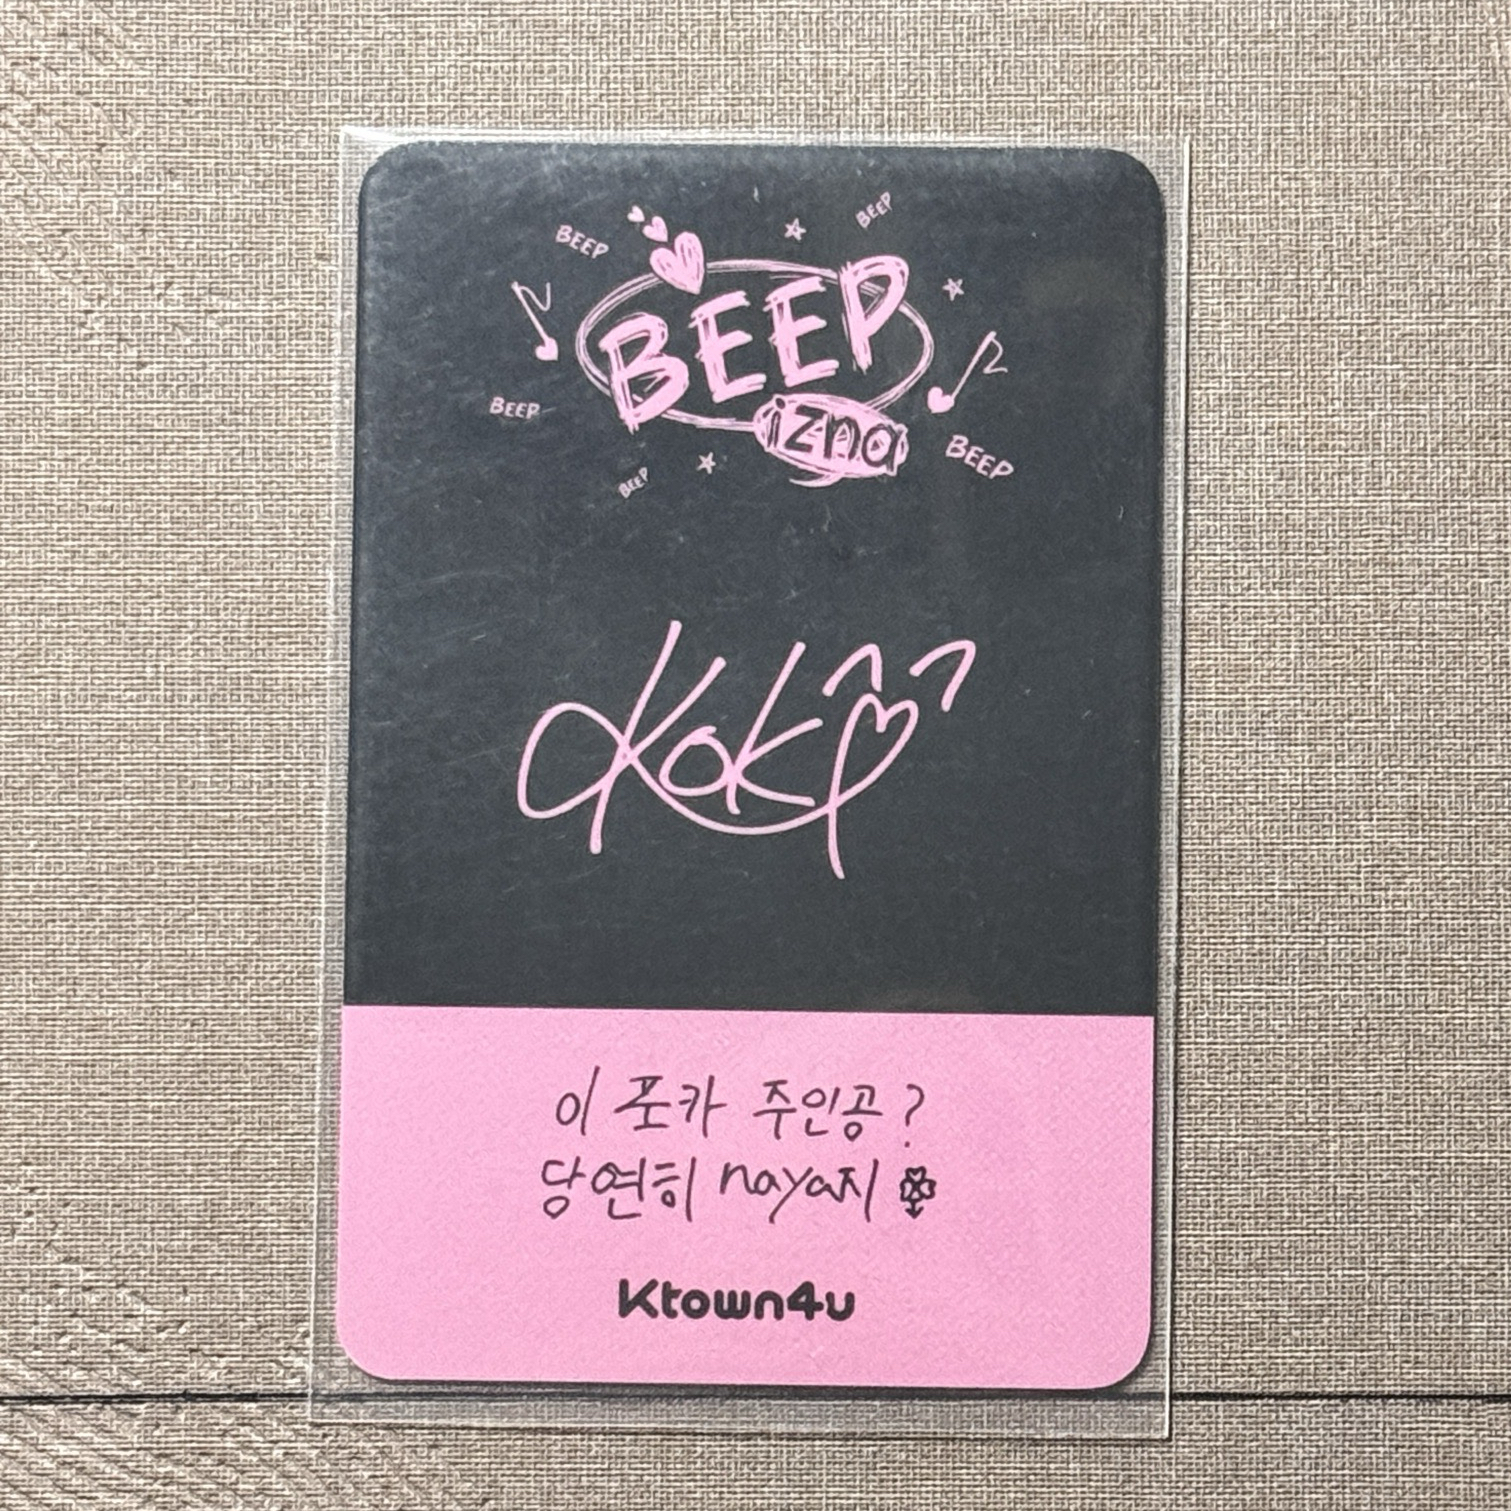 BEEP
BEEP
BEEP
izna
BEEP
BEEP
BEEP
Koko
이 포카 주인공?
당연히 naya지
Ktown4u